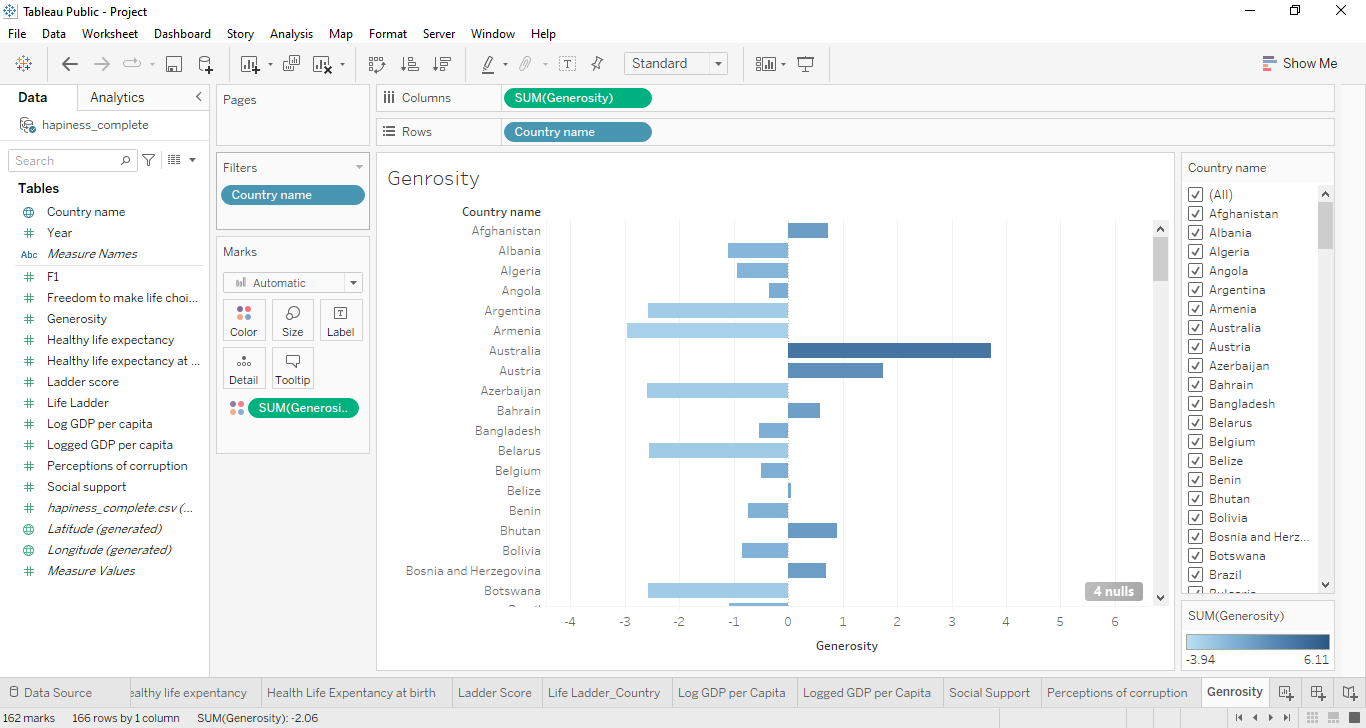 Tableau Public - Project
File Data Worksheet Dashboard Story Analysis Map Format Server Window Help
Standard
Show Me
Data Analytics
hapiness_complete
Search
Tables
Country name
Year
Abc Measure Names
F1
Freedom to make life choi...
Generosity
Healthy life expectancy
Healthy life expectancy at ...
Ladder score
Life Ladder
Log GDP per capita
Logged GDP per capita
Perceptions of corruption
Social support
hapiness_complete.csv (...
Latitude (generated)
Longitude (generated)
Measure Values
Pages
Filters
Country name
Marks
Automatic
Color Size Label
Detail Tooltip
SUM(Generosi..
Columns SUM(Generosity)
Rows Country name
Genrosity
Country name
Afghanistan
Albania
Algeria
Angola
Argentina
Armenia
Australia
Austria
Azerbaijan
Bahrain
Bangladesh
Belarus
Belgium
Belize
Benin
Bhutan
Bolivia
Bosnia and Herzegovina
Botswana
Brazil
4 nulls
-4 -3 -2 -1 0 1 2 3 4 5 6
Generosity
Country name
(All)
Afghanistan
Albania
Algeria
Angola
Argentina
Armenia
Australia
Austria
Azerbaijan
Bahrain
Bangladesh
Belarus
Belgium
Belize
Benin
Bhutan
Bolivia
Bosnia and Herz...
Botswana
Brazil
Bulgaria
SUM(Generosity)
-3.94 6.11
Data Source ealthy life expentancy Health Life Expentancy at birth Ladder Score Life Ladder_Country Log GDP per Capita Logged GDP per Capita Social Support Perceptions of corruption Genrosity
162 marks 166 rows by 1 column SUM(Generosity): -2.06